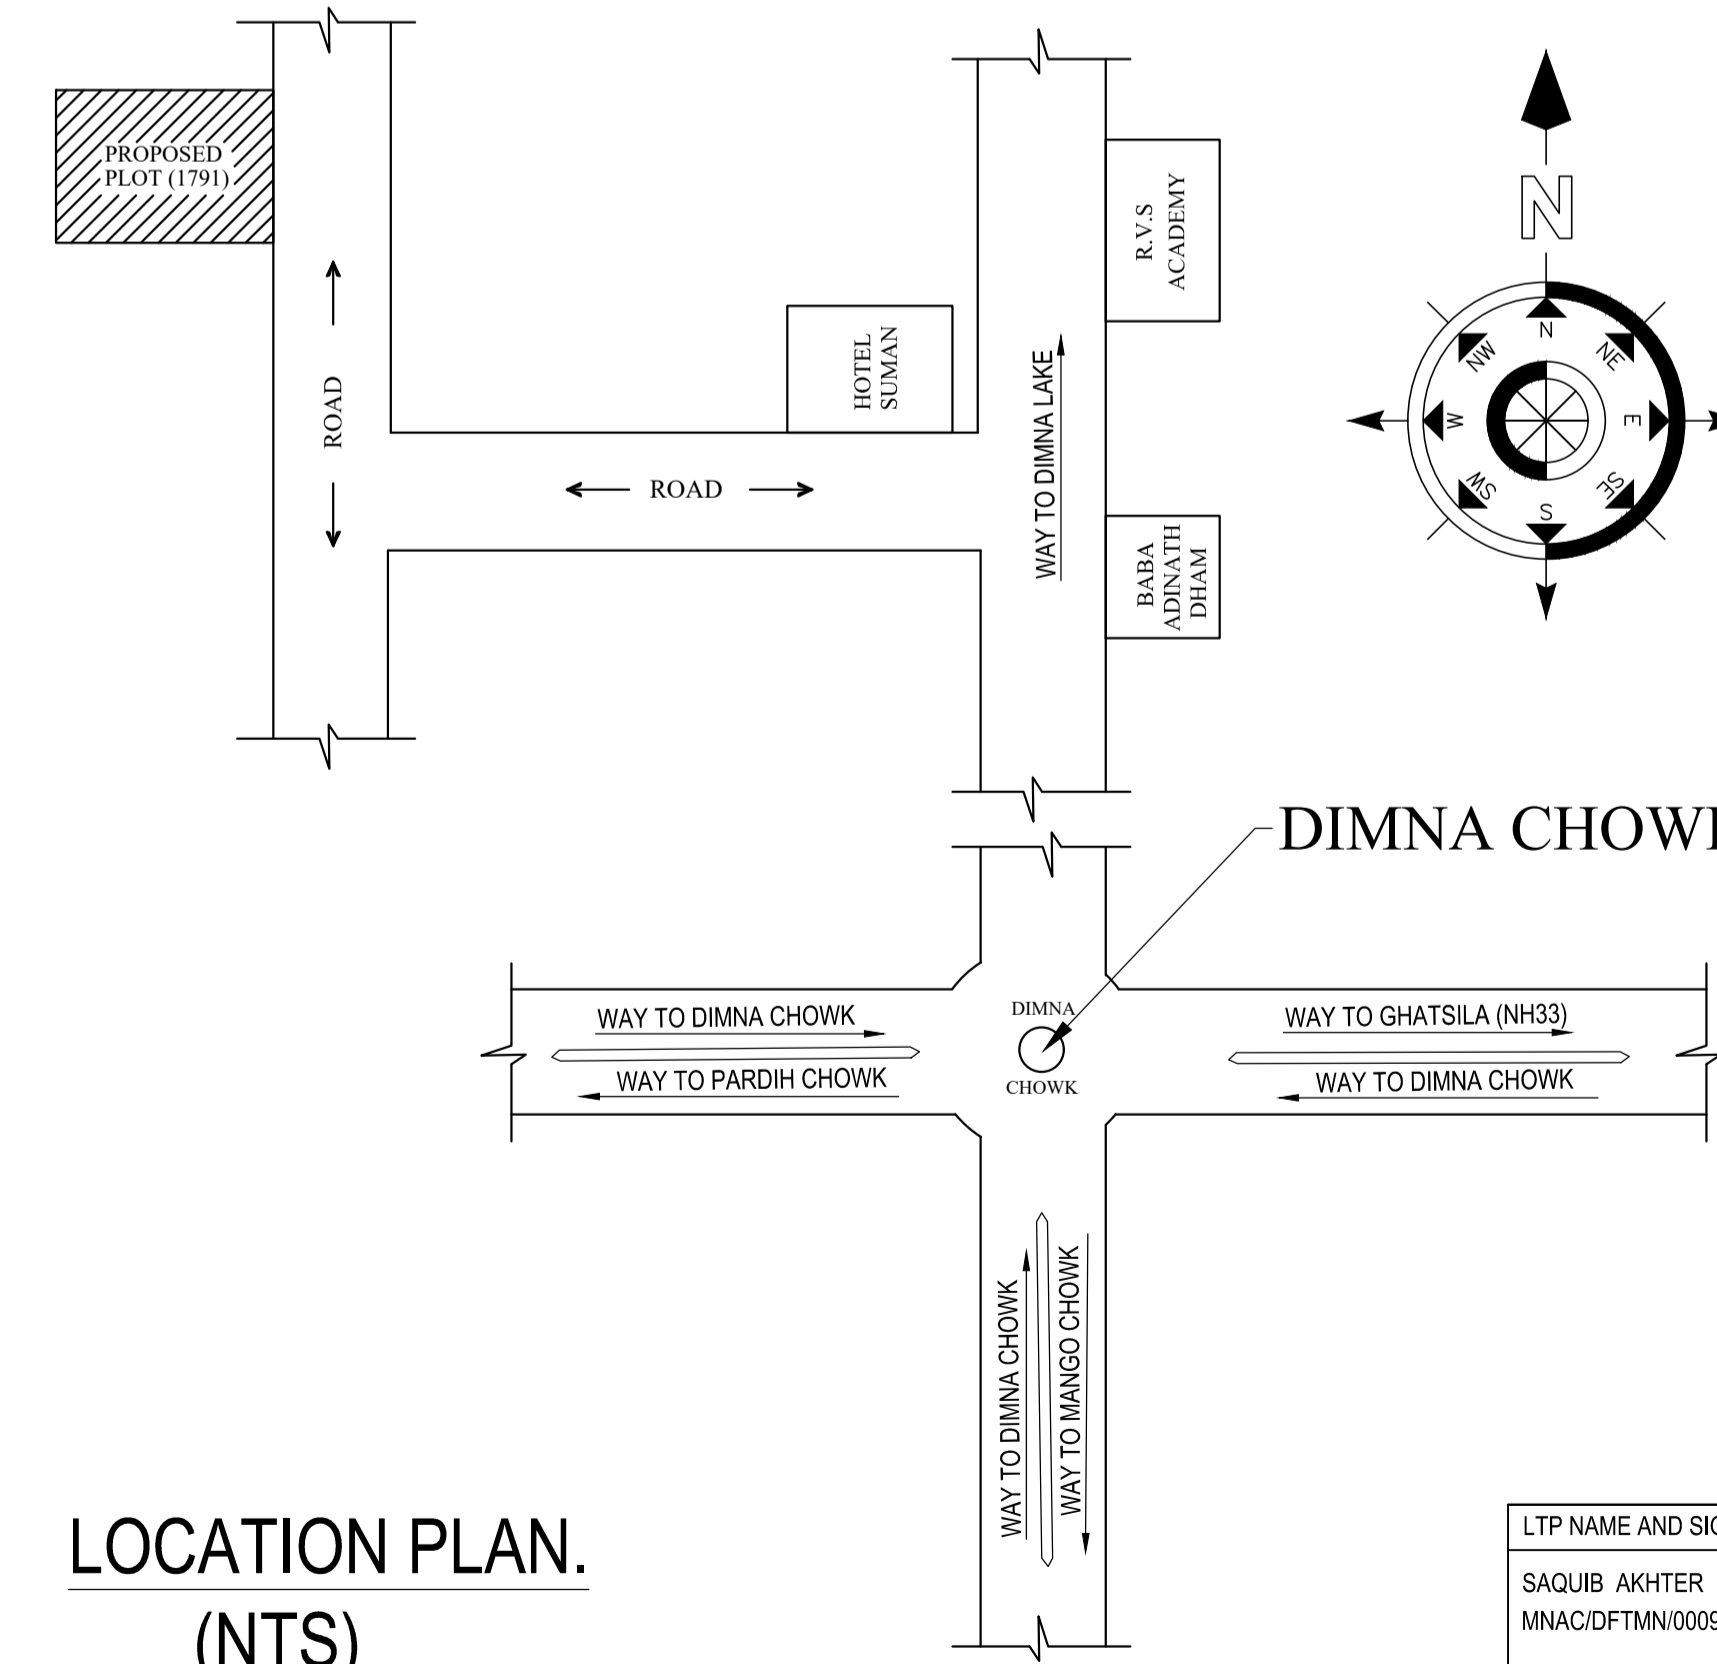 PROPOSED
PLOT (1791)
ROAD
ROAD
HOTEL
SUMAN
WAY TO DIMNA LAKE
R.V.S
ACADEMY
BABA
ADINATH
DHAM
N
N
NE
E
SE
S
SW
W
NW
DIMNA CHOWK
WAY TO DIMNA CHOWK
WAY TO PARDIH CHOWK
DIMNA
CHOWK
WAY TO GHATSILA (NH33)
WAY TO DIMNA CHOWK
WAY TO DIMNA CHOWK
WAY TO MANGO CHOWK
LOCATION PLAN.
(NTS)
LTP NAME AND
SAQUIB AKHTER
MNAC/DFTMN/0009